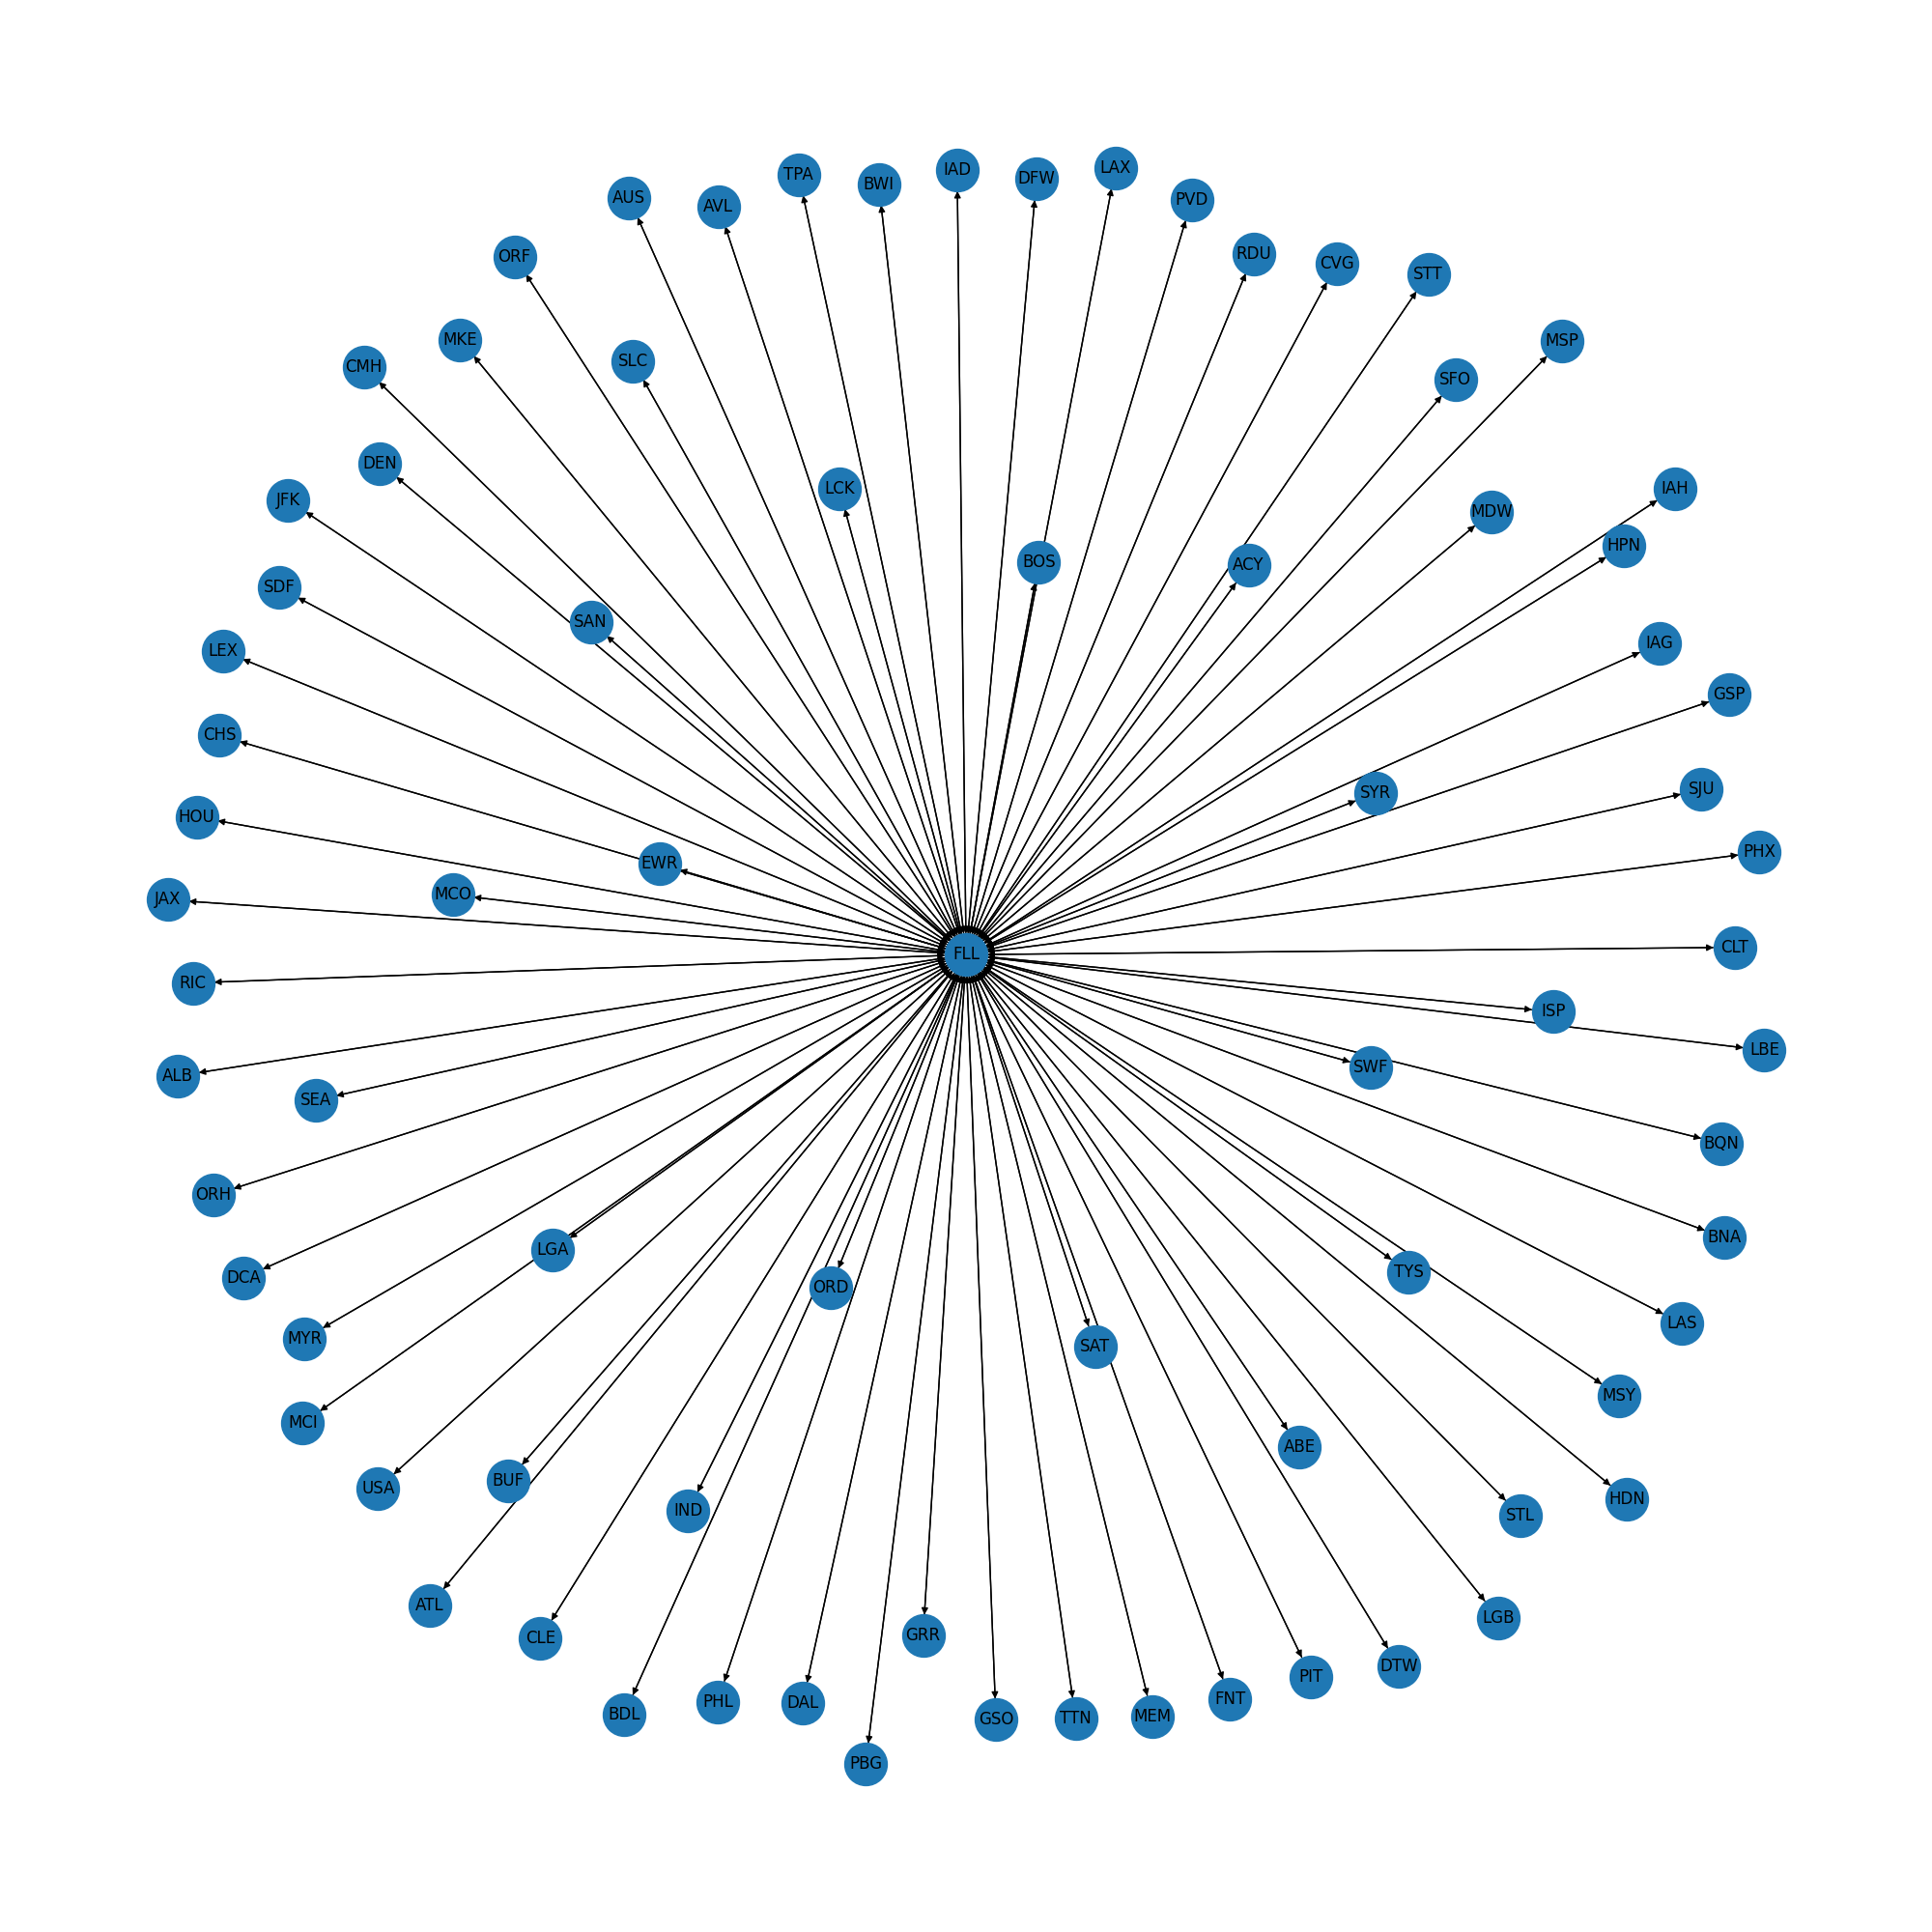 LAX
IAD
TPA
DFW
BWI
AUS
PVD
AVL
RDU
ORF
CVG
STT
MKE
MSP
SLC
CMH
SFO
DEN
LCK
IAH
JFK
MDW
HPN
BOS
ACY
SDF
SAN
IAG
LEX
GSP
CHS
SJU
SYR
HOU
PHX
EWR
MCO
JAX
CLT
FLL
RIC
ISP
LBE
SWF
ALB
SEA
BQN
ORH
BNA
LGA
TYS
DCA
ORD
LAS
MYR
SAT
MSY
MCI
ABE
BUF
USA
HDN
IND
STL
ATL
LGB
GRR
CLE
DTW
PIT
FNT
PHL
DAL
BDL
MEM
TTN
GSO
PBG